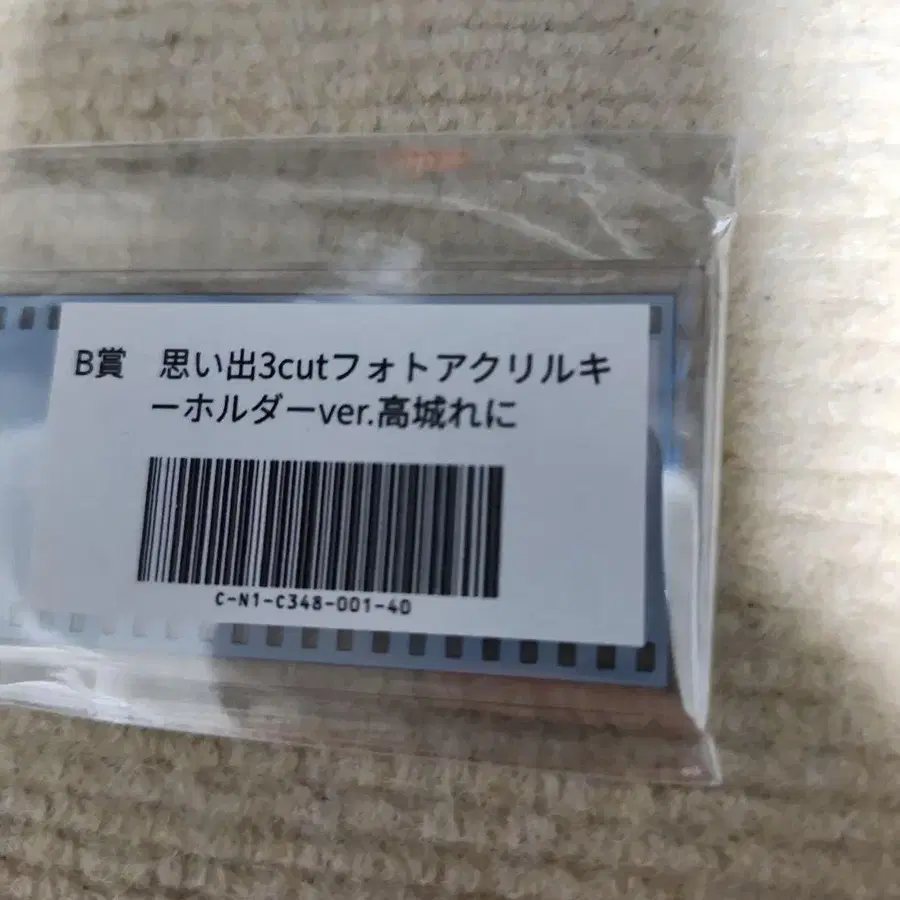 B賞　思い出3cutフォトアクリルキ
ーホルダーver.高城れに
C-N1-C348-001-40